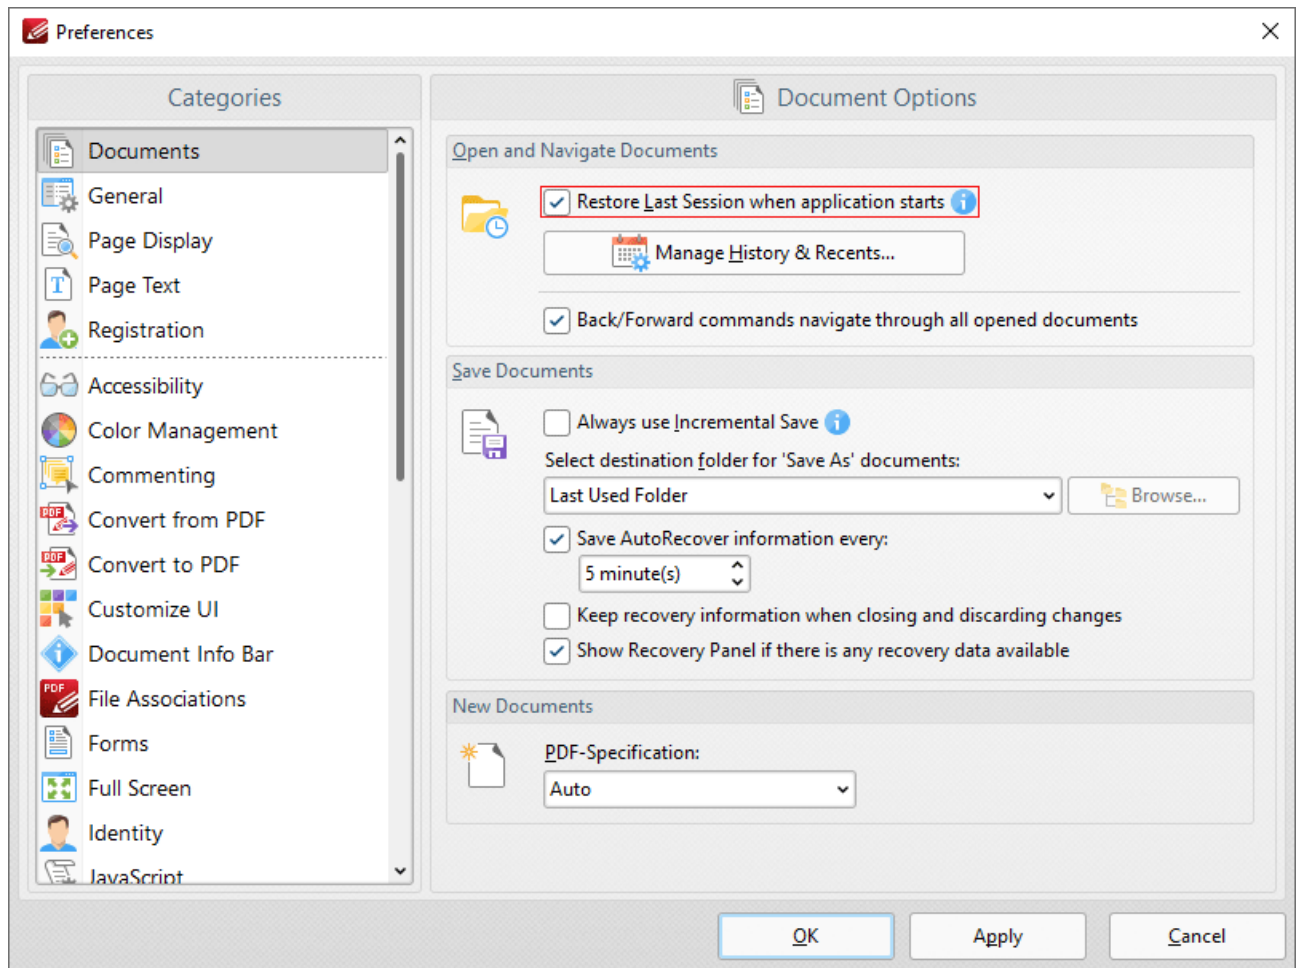 Preferences
Categories
Documents
General
Page Display
Page Text
Registration
Accessibility
Color Management
Commenting
Convert from PDF
Convert to PDF
Customize UI
Document Info Bar
File Associations
Forms
Full Screen
Identity
JavaScript
Document Options
Open and Navigate Documents
Restore Last Session when application starts
Manage History & Recents...
Back/Forward commands navigate through all opened documents
Save Documents
Always use Incremental Save
Select destination folder for 'Save As' documents:
Last Used Folder
Browse...
Save AutoRecover information every:
5 minute(s)
Keep recovery information when closing and discarding changes
Show Recovery Panel if there is any recovery data available
New Documents
PDF-Specification:
Auto
OK
Apply
Cancel